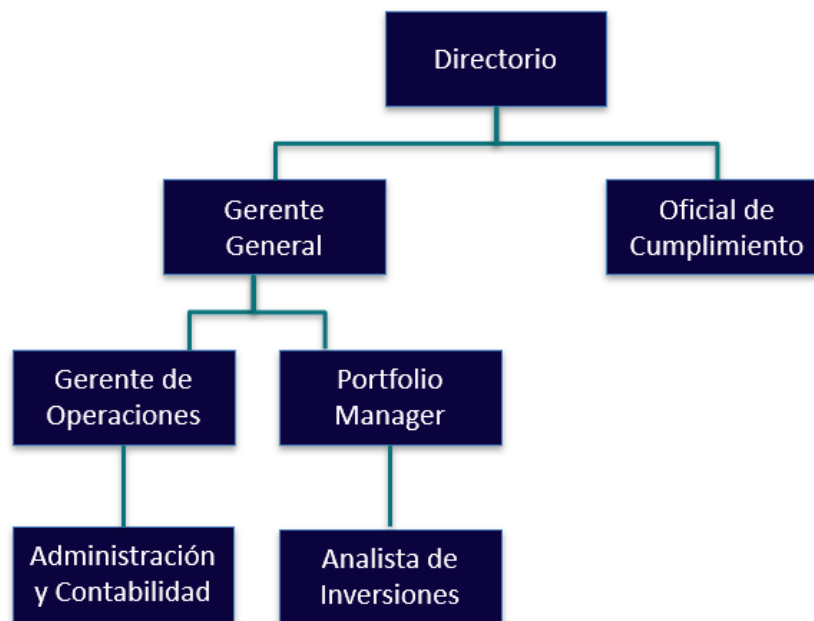 Directorio
Gerente
General
Oficial de
Cumplimiento
Gerente de
Operaciones
Portfolio
Manager
Administración
y Contabilidad
Analista de
Inversiones